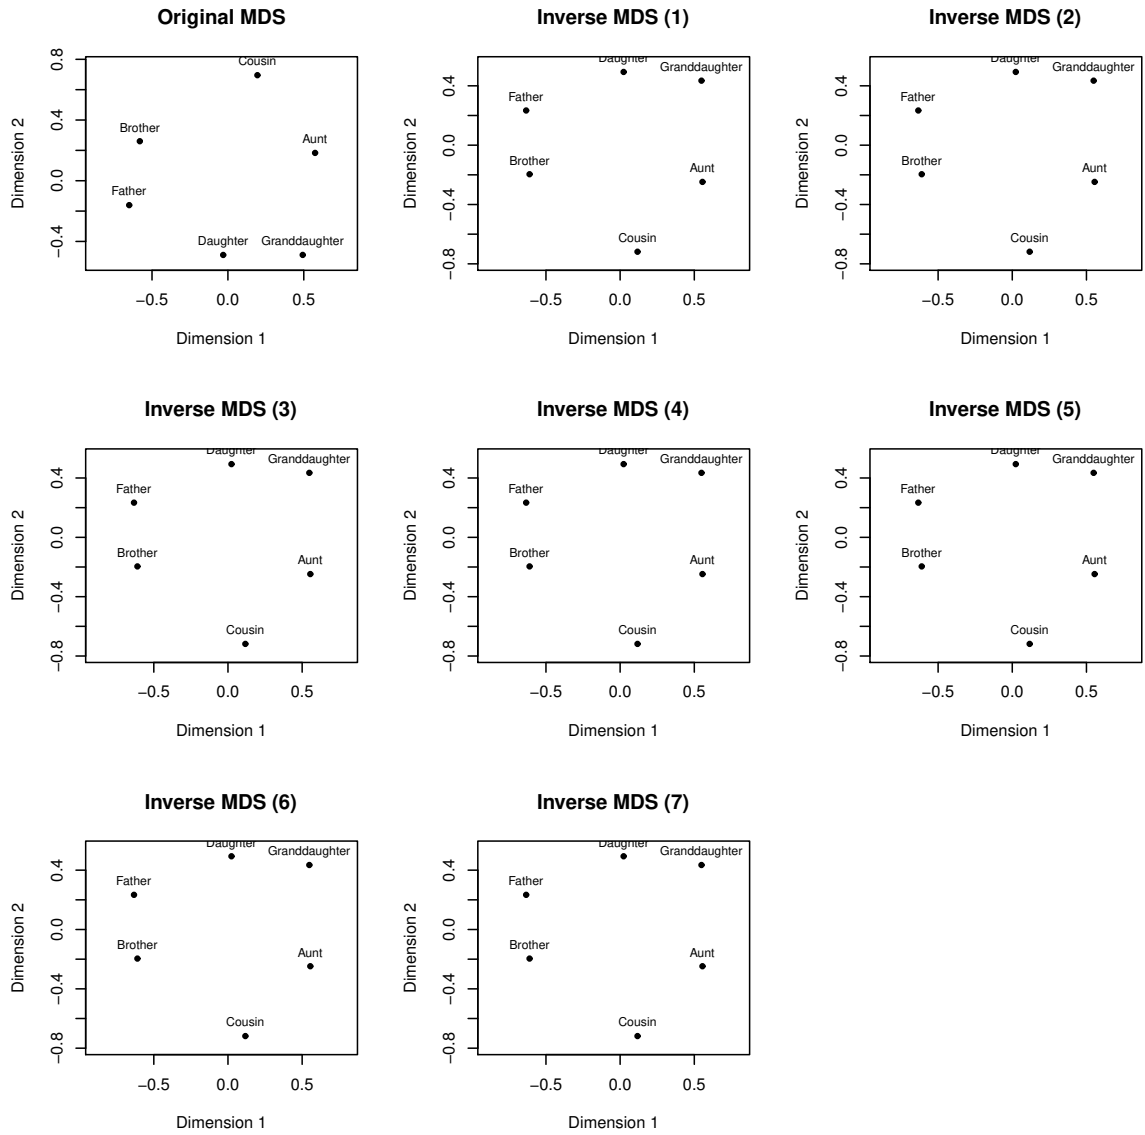 Original MDS
Cousin
Brother
Aunt
Father
Daughter Granddaughter
−0.4 0.0 0.4 0.8
Dimension 2
−0.5 0.0 0.5
Dimension 1
Inverse MDS (1)
Daughter
Granddaughter
Father
Brother
Aunt
Cousin
−0.8 −0.4 0.0 0.4
Dimension 2
−0.5 0.0 0.5
Dimension 1
Inverse MDS (2)
Daughter
Granddaughter
Father
Brother
Aunt
Cousin
−0.8 −0.4 0.0 0.4
Dimension 2
−0.5 0.0 0.5
Dimension 1
Inverse MDS (3)
Daughter
Granddaughter
Father
Brother
Aunt
Cousin
−0.8 −0.4 0.0 0.4
Dimension 2
−0.5 0.0 0.5
Dimension 1
Inverse MDS (4)
Daughter
Granddaughter
Father
Brother
Aunt
Cousin
−0.8 −0.4 0.0 0.4
Dimension 2
−0.5 0.0 0.5
Dimension 1
Inverse MDS (5)
Daughter
Granddaughter
Father
Brother
Aunt
Cousin
−0.8 −0.4 0.0 0.4
Dimension 2
−0.5 0.0 0.5
Dimension 1
Inverse MDS (6)
Daughter
Granddaughter
Father
Brother
Aunt
Cousin
−0.8 −0.4 0.0 0.4
Dimension 2
−0.5 0.0 0.5
Dimension 1
Inverse MDS (7)
Daughter
Granddaughter
Father
Brother
Aunt
Cousin
−0.8 −0.4 0.0 0.4
Dimension 2
−0.5 0.0 0.5
Dimension 1